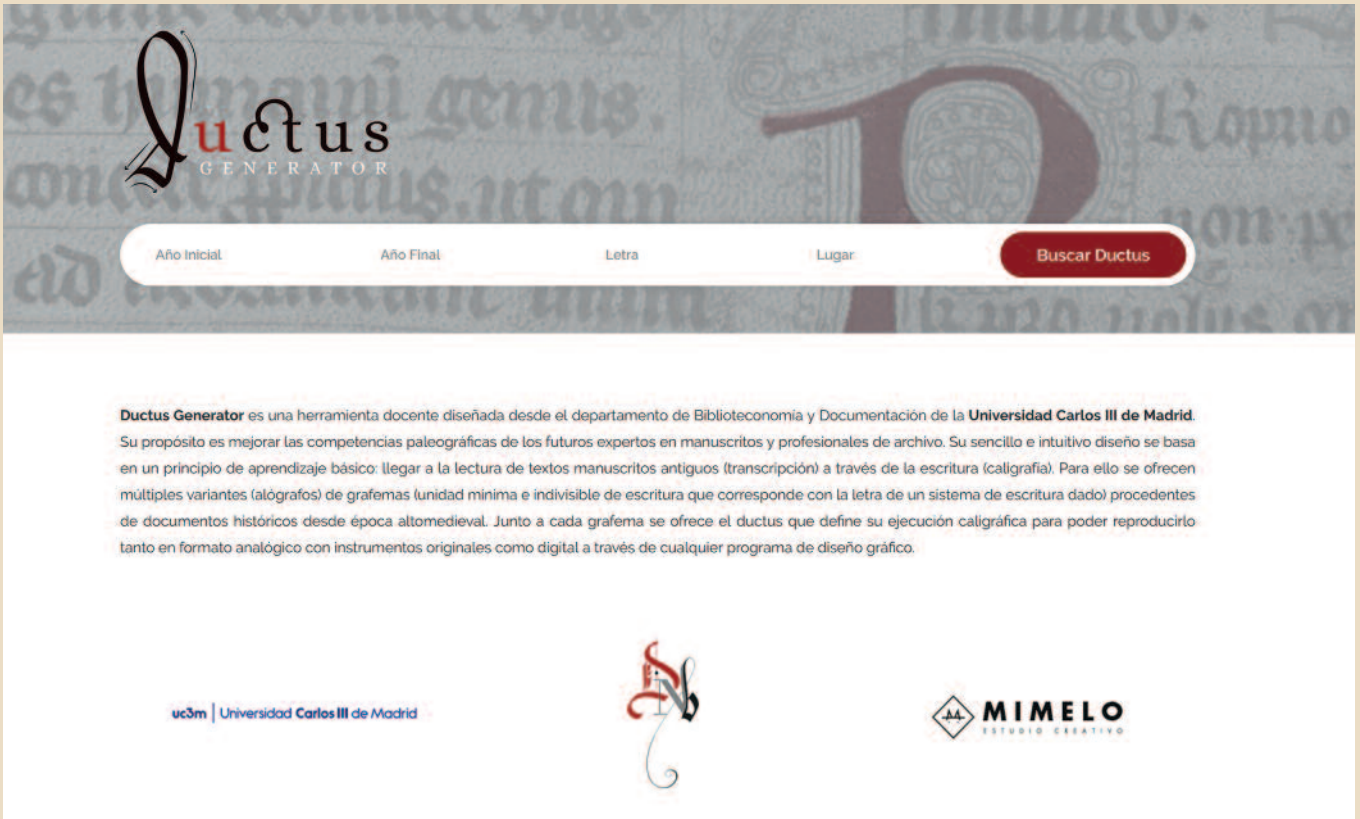 Ductus
GENERATOR
Año Inicial Año Final Letra Lugar Buscar Ductus
Ductus Generator es una herramienta docente diseñada desde el departamento de Biblioteconomía y Documentación de la Universidad Carlos III de Madrid.
Su propósito es mejorar las competencias paleográficas de los futuros expertos en manuscritos y profesionales de archivo. Su sencillo e intuitivo diseño se basa
en un principio de aprendizaje básico: llegar a la lectura de textos manuscritos antiguos (transcripción) a través de la escritura (caligrafía). Para ello se ofrecen
múltiples variantes (alógrafos) de grafemas (unidad mínima e indivisible de escritura que corresponde con la letra de un sistema de escritura dado) procedentes
de documentos históricos desde época altomedieval. Junto a cada grafema se ofrece el ductus que define su ejecución caligráfica para poder reproducirlo
tanto en formato analógico con instrumentos originales como digital a través de cualquier programa de diseño gráfico.
uc3m | Universidad Carlos III de Madrid
MIMELO
ESTUDIO CREATIVO